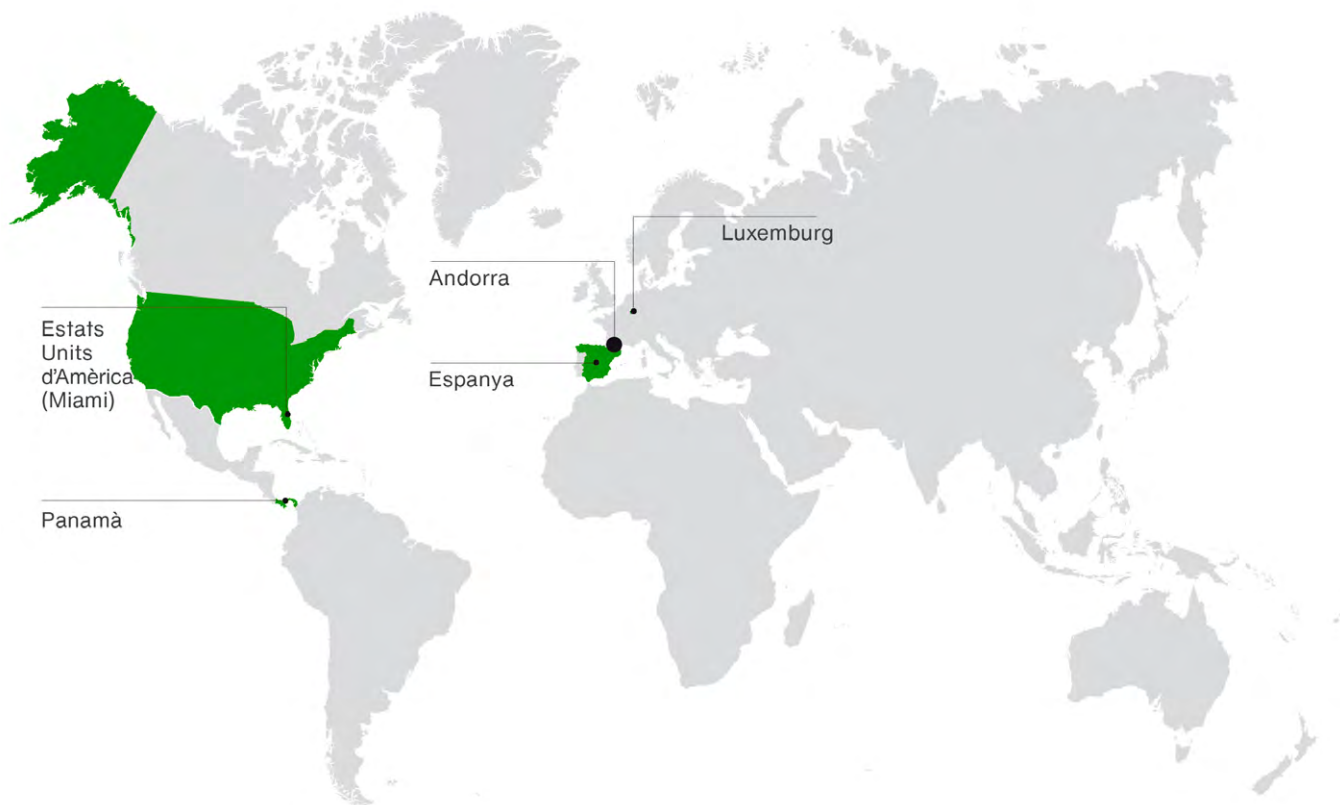 Luxemburg
Andorra
Estats
Units
d'Amèrica
(Miami)
Espanya
Panamà